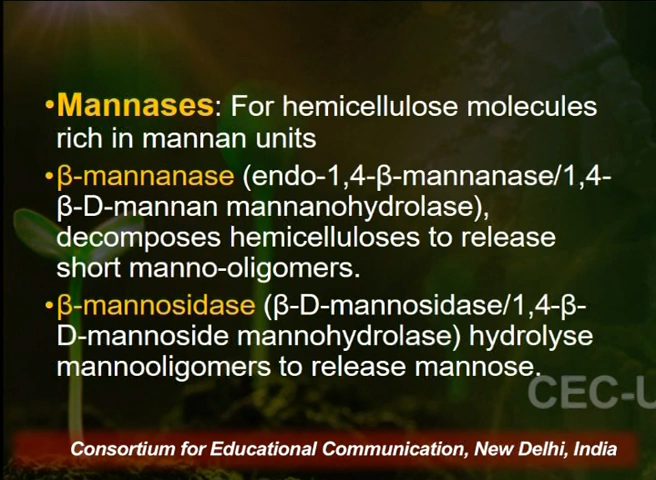 •Mannases: For hemicellulose molecules
rich in mannan units
•β-mannanase (endo-1,4-β-mannanase/1,4-
β-D-mannan mannanohydrolase),
decomposes hemicelluloses to release
short manno-oligomers.
•β-mannosidase (β-D-mannosidase/1,4-β-
D-mannoside mannohydrolase) hydrolyse
mannooligomers to release mannose.
CEC-U
Consortium for Educational Communication, New Delhi, India